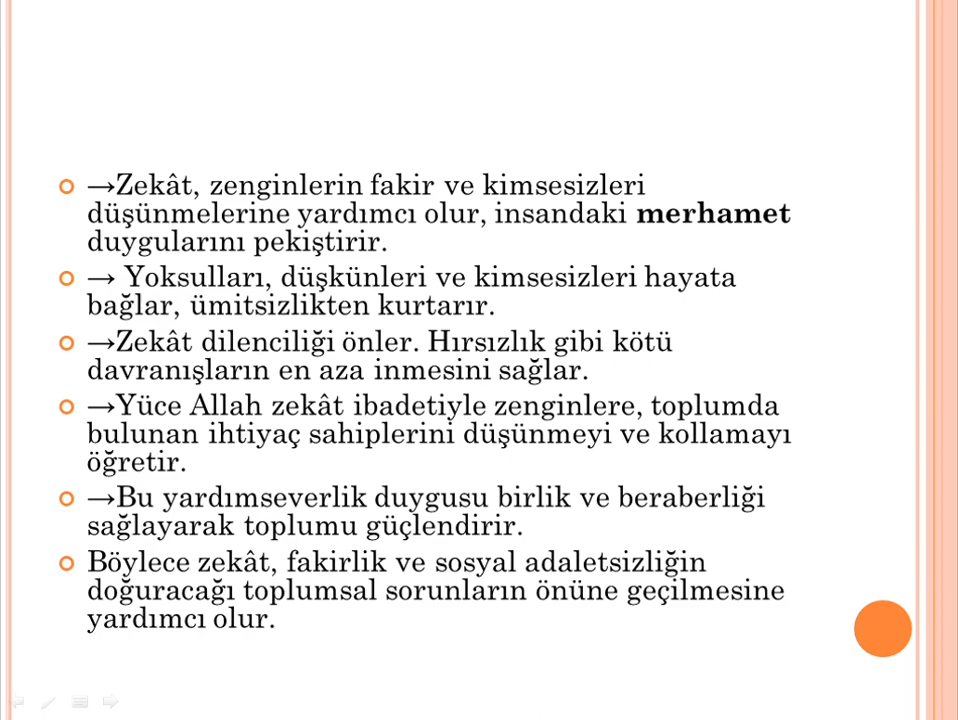 →Zekât, zenginlerin fakir ve kimsesizleri
düşünmelerine yardımcı olur, insandaki merhamet
duygularını pekiştirir.
→ Yoksulları, düşkünleri ve kimsesizleri hayata
bağlar, ümitsizlikten kurtarır.
→Zekât dilenciliği önler. Hırsızlık gibi kötü
davranışların en aza inmesini sağlar.
→Yüce Allah zekât ibadetiyle zenginlere, toplumda
bulunan ihtiyaç sahiplerini düşünmeyi ve kollamayı
öğretir.
→Bu yardımseverlik duygusu birlik ve beraberliği
sağlayarak toplumu güçlendirir.
Böylece zekât, fakirlik ve sosyal adaletsizliğin
doğuracağı toplumsal sorunların önüne geçilmesine
yardımcı olur.